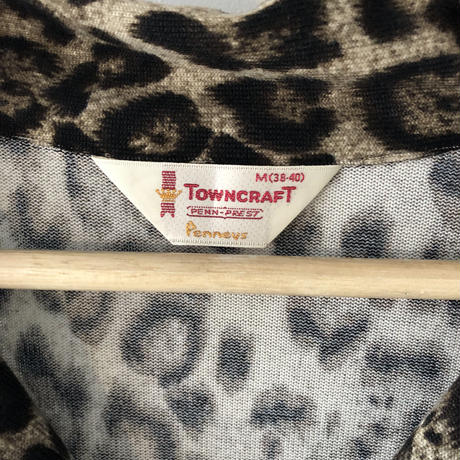 M(38-40)
TOWNCRAFT
PENN-PREST
Penneys